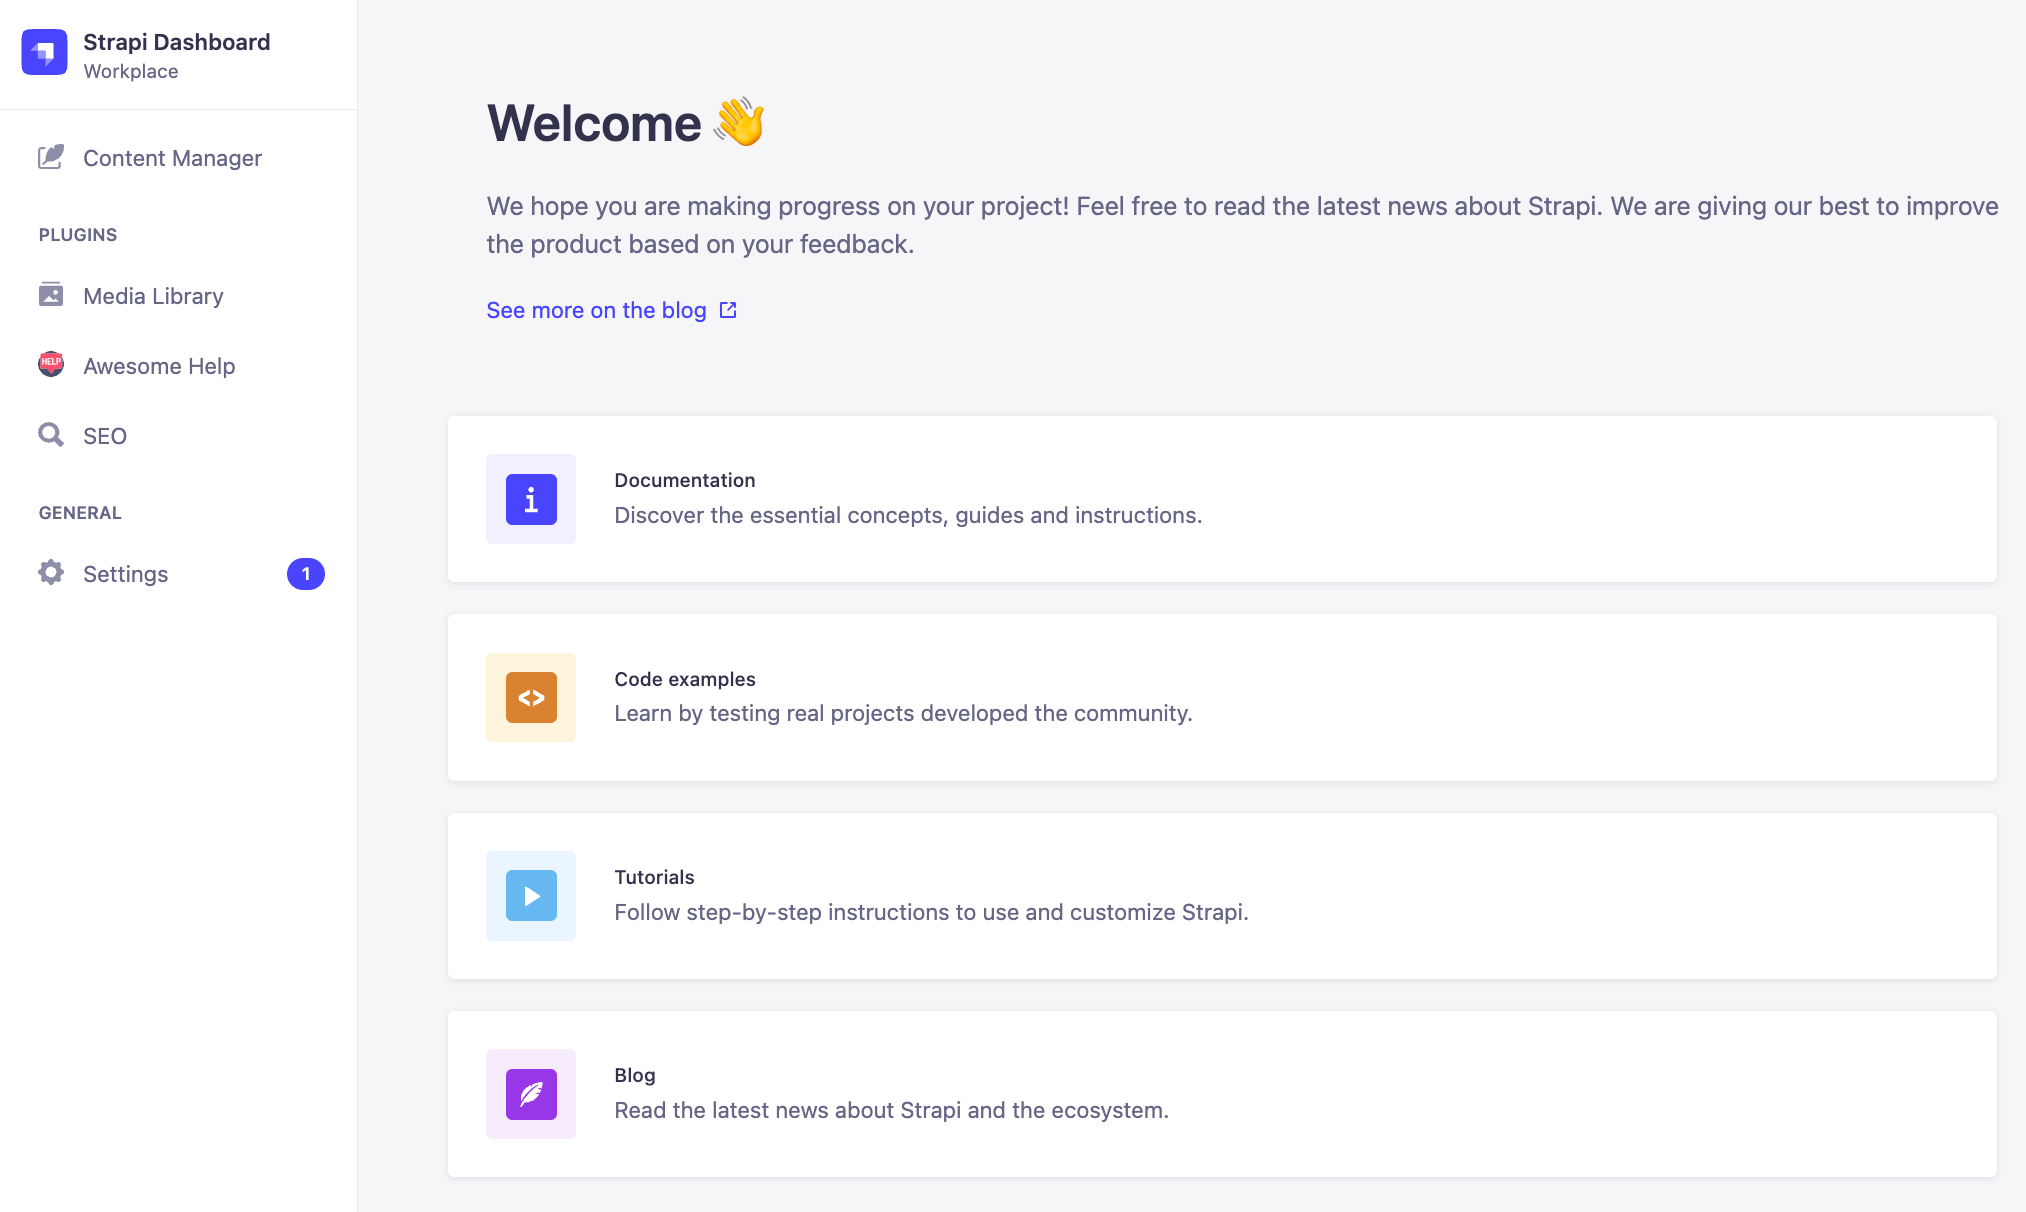 Strapi Dashboard
Workplace
Content Manager
PLUGINS
Media Library
HELP
Awesome Help
SEO
GENERAL
Settings
1
Welcome 👋
We hope you are making progress on your project! Feel free to read the latest news about Strapi. We are giving our best to improve
the product based on your feedback.
See more on the blog
Documentation
Discover the essential concepts, guides and instructions.
Code examples
Learn by testing real projects developed the community.
Tutorials
Follow step-by-step instructions to use and customize Strapi.
Blog
Read the latest news about Strapi and the ecosystem.